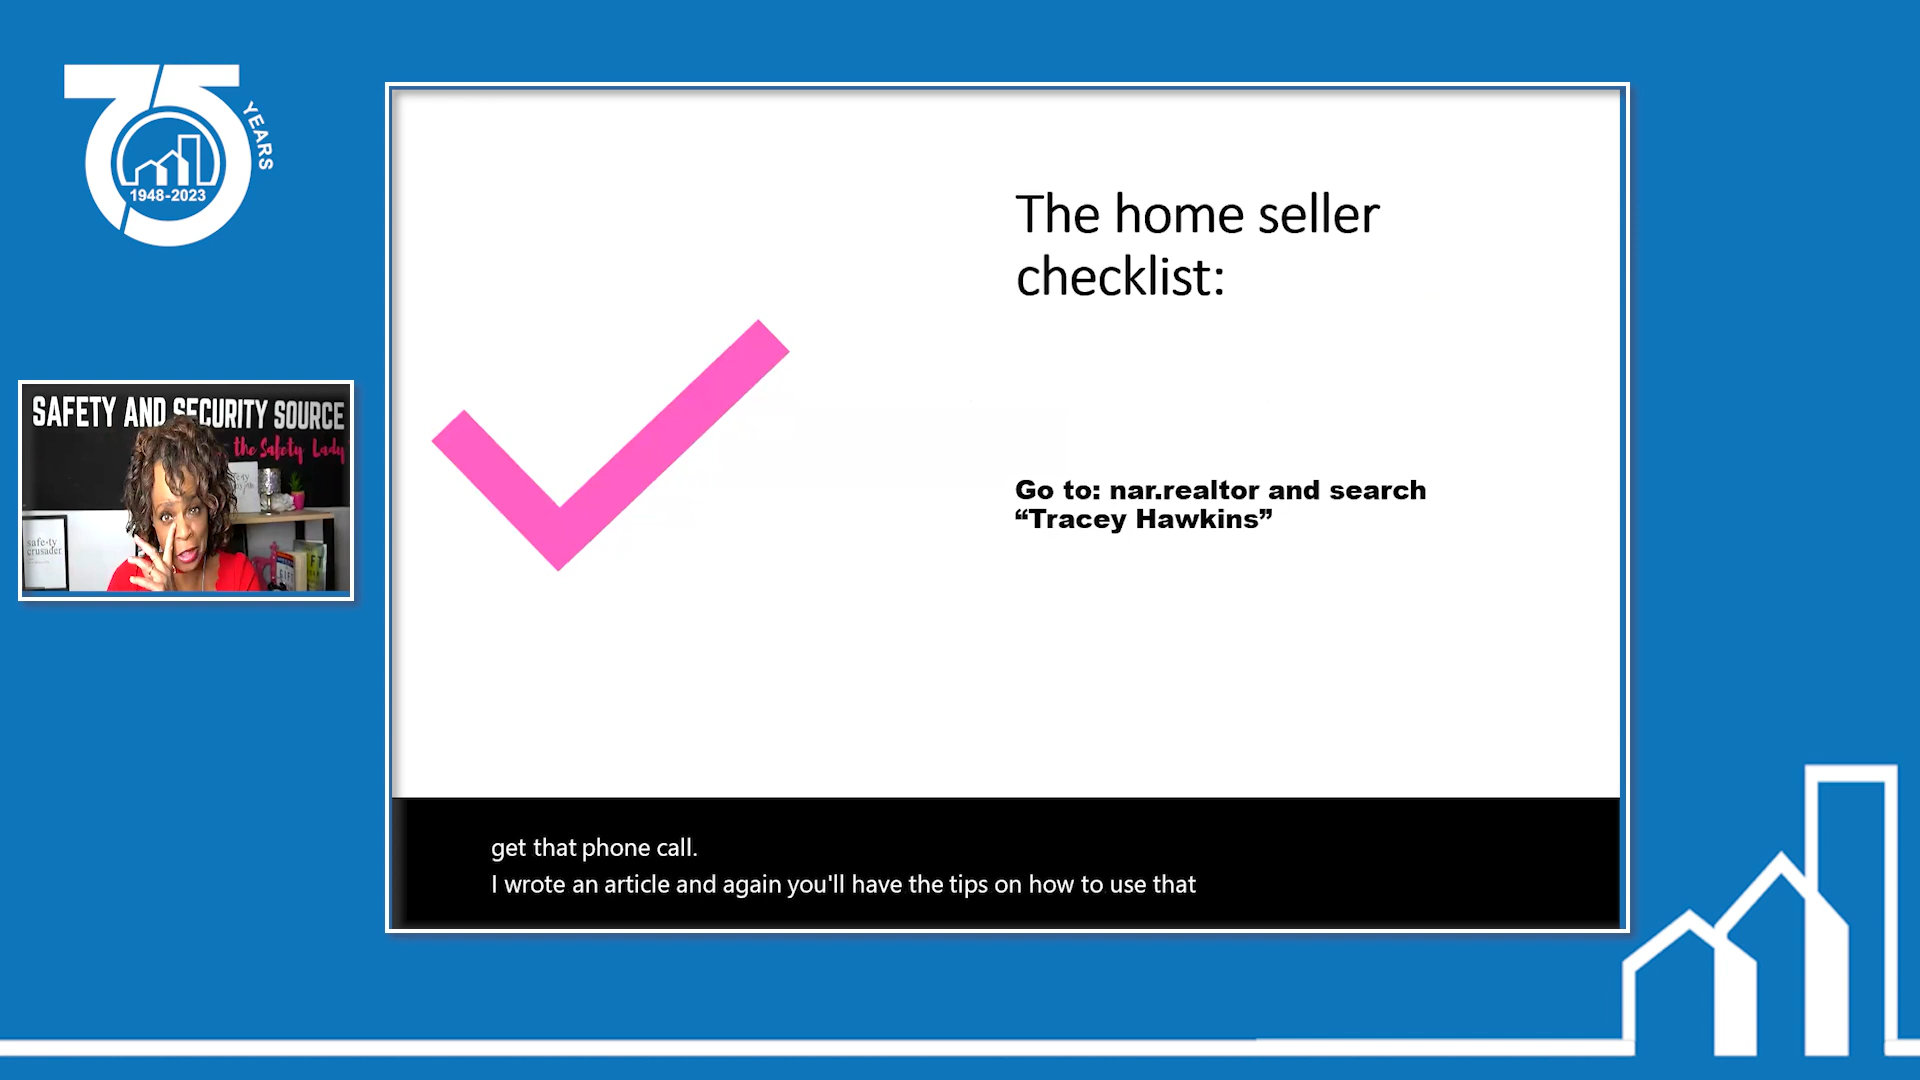 75
YEARS
1948-2023
The home seller
checklist:
SAFETY AND SECURITY SOURCE
the Safety Lady
safe•ty
crusader
Go to: nar.realtor and search
“Tracey Hawkins”
get that phone call.
I wrote an article and again you'll have the tips on how to use that